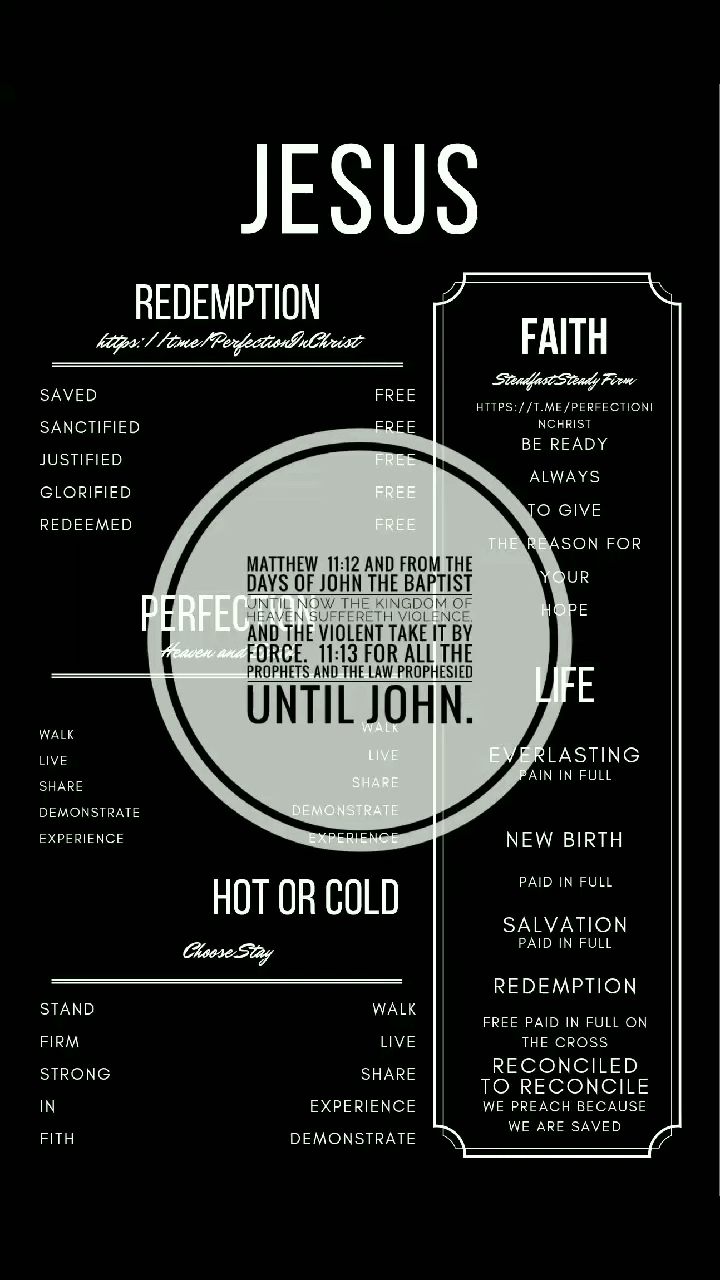 JESUS
REDEMPTION
https://t.me/PerfectionInChrist
SAVED FREE
SANCTIFIED FREE
JUSTIFIED FREE
GLORIFIED FREE
REDEEMED FREE
PERFECTION
Heaven and
WALK WALK
LIVE LIVE
SHARE SHARE
DEMONSTRATE DEMONSTRATE
EXPERIENCE EXPERIENCE
HOT OR COLD
ChooseStay
STAND WALK
FIRM LIVE
STRONG SHARE
IN EXPERIENCE
FITH DEMONSTRATE
MATTHEW 11:12 AND FROM THE
DAYS OF JOHN THE BAPTIST
UNTIL NOW THE KINGDOM OF
HEAVEN SUFFERETH VIOLENCE,
AND THE VIOLENT TAKE IT BY
FORCE. 11:13 FOR ALL THE
PROPHETS AND THE LAW PROPHESIED
UNTIL JOHN.
FAITH
SteadfastSteadyFirm
HTTPS://T.ME/PERFECTIONI
NCHRIST
BE READY
ALWAYS
TO GIVE
THE REASON FOR
YOUR
HOPE
LIFE
EVERLASTING
PAIN IN FULL
NEW BIRTH
PAID IN FULL
SALVATION
PAID IN FULL
REDEMPTION
FREE PAID IN FULL ON
THE CROSS
RECONCILED
TO RECONCILE
WE PREACH BECAUSE
WE ARE SAVED